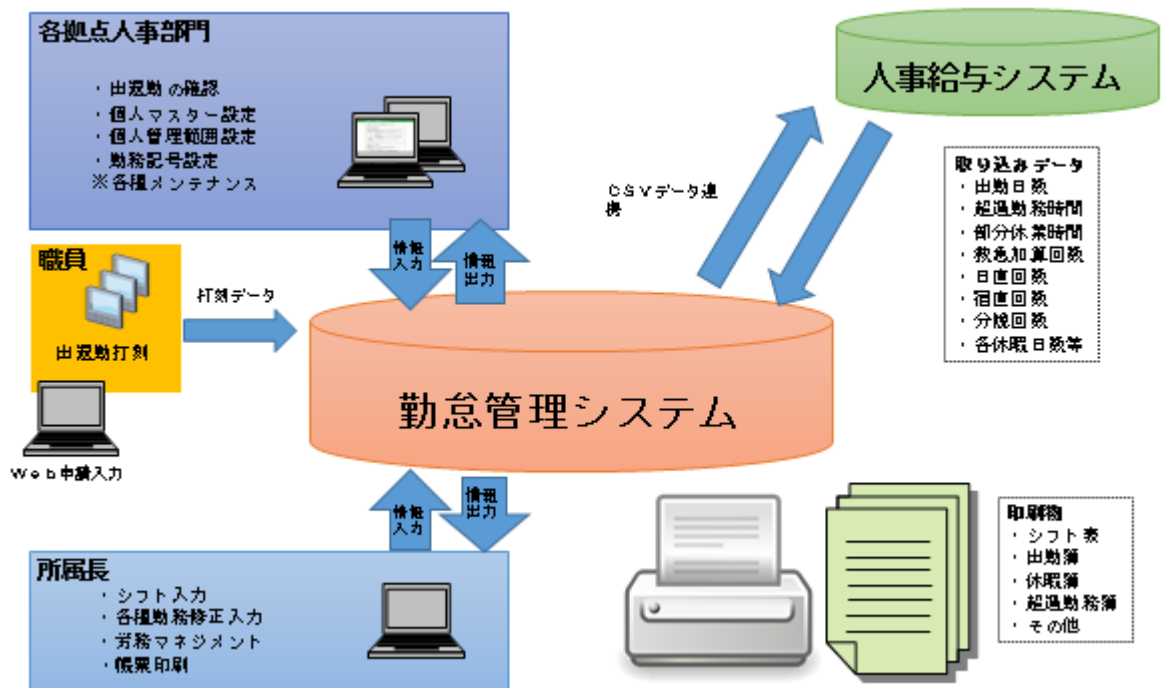 各拠点人事部門
・出退勤の確認
・個人マスター設定
・個人管理範囲設定
・勤務記号設定
※各種メンテナンス
人事給与システム
取り込みデータ
・出勤日数
・超過勤務時間
・部分休業時間
・救急加算回数
・日直回数
・宿直回数
・分娩回数
・各休暇日数等
CSVデータ連
携
情報
入力
情報
出力
職員
出退勤打刻
打刻データ
Web申請入力
勤怠管理システム
情報
入力
情報
出力
所属長
・シフト入力
・各種勤務修正入力
・労務マネジメント
・帳票印刷
印刷物
・シフト表
・出勤簿
・休暇簿
・超過勤務簿
・その他